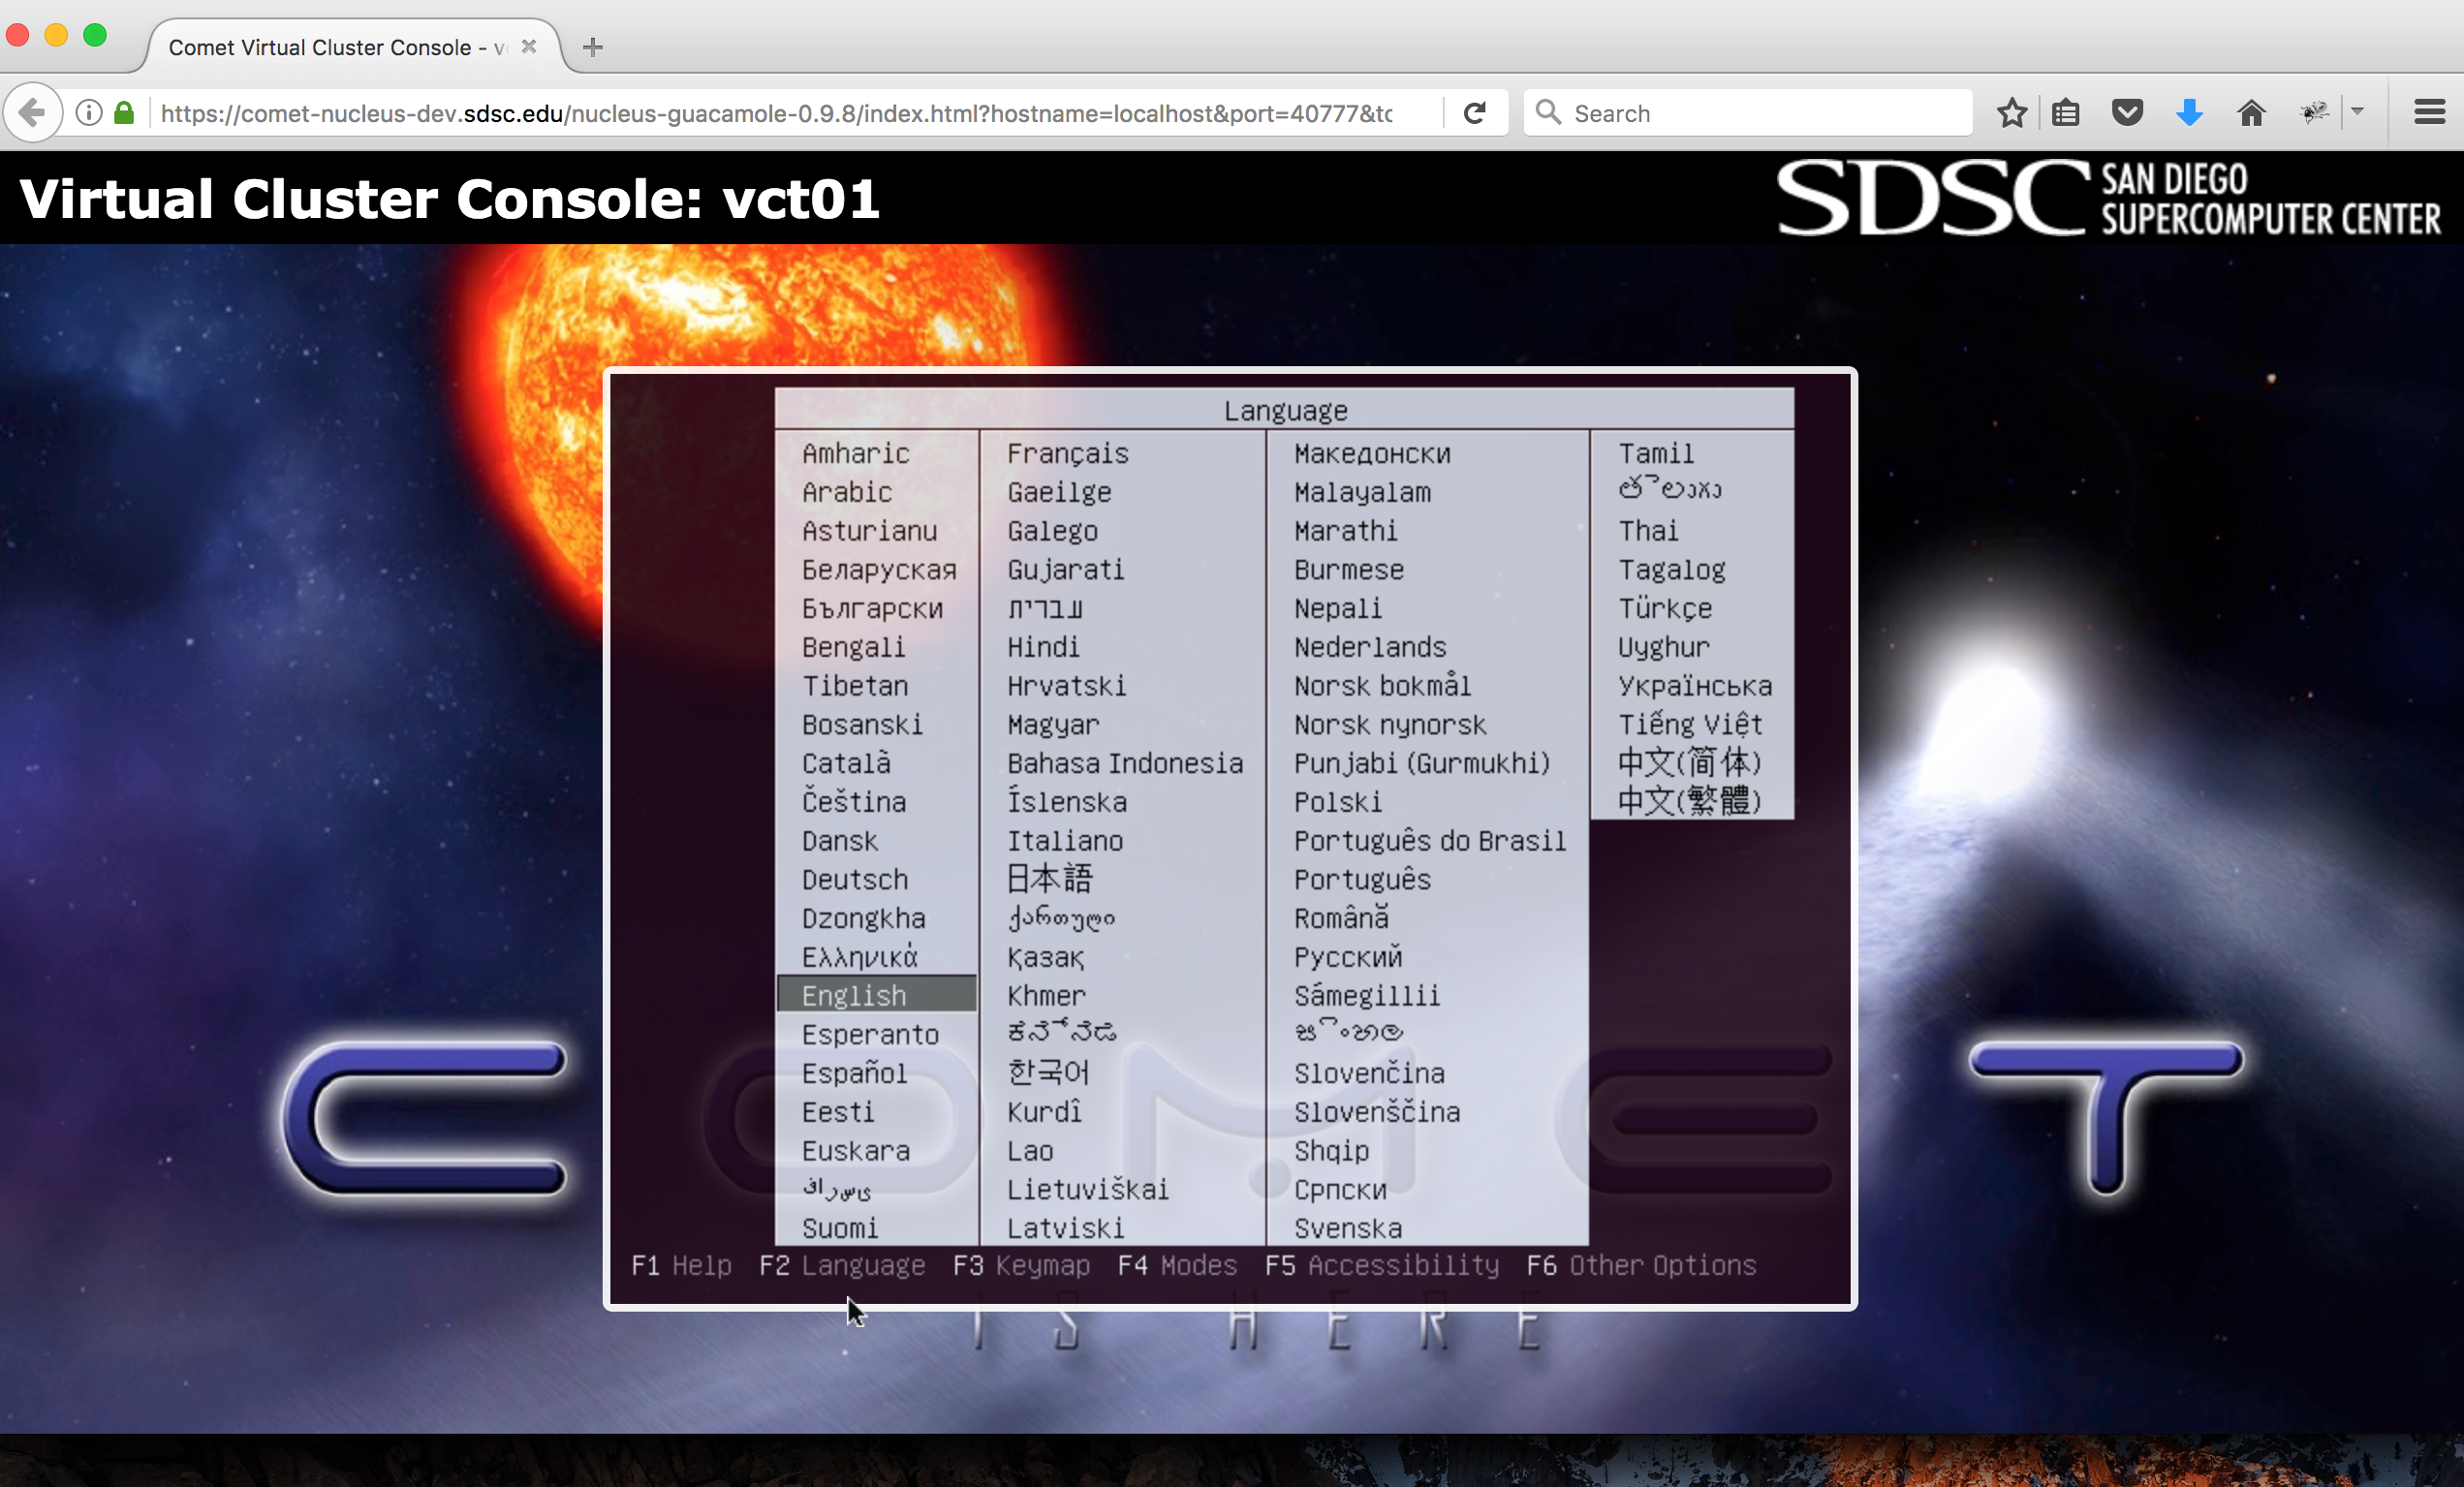 Comet Virtual Cluster Console - v
https://comet-nucleus-dev.sdsc.edu/nucleus-guacamole-0.9.8/index.html?hostname=localhost&port=40777&tc
Search
Virtual Cluster Console: vct01
SDSC SAN DIEGO
SUPERCOMPUTER CENTER
Language
Amharic
Arabic
Asturianu
Беларуская
Български
Bengali
Tibetan
Bosanski
Català
Čeština
Dansk
Deutsch
Dzongkha
Ελληνικά
English
Esperanto
Español
Eesti
Euskara
Suomi
Français
Gaeilge
Galego
Gujarati
עברית
Hindi
Hrvatski
Magyar
Bahasa Indonesia
Íslenska
Italiano
日本語
ქართული
Қазақ
Khmer
한국어
Kurdî
Lao
Lietuviškai
Latviski
Македонски
Malayalam
Marathi
Burmese
Nepali
Nederlands
Norsk bokmål
Norsk nynorsk
Punjabi (Gurmukhi)
Polski
Português do Brasil
Português
Română
Русский
Sámegillii
Slovenčina
Slovenščina
Shqip
Српски
Svenska
Tamil
Thai
Tagalog
Türkçe
Uyghur
Українська
Tiếng Việt
中文(简体)
中文(繁體)
F1 Help F2 Language F3 Keymap F4 Modes F5 Accessibility F6 Other Options
COMET
IS HERE